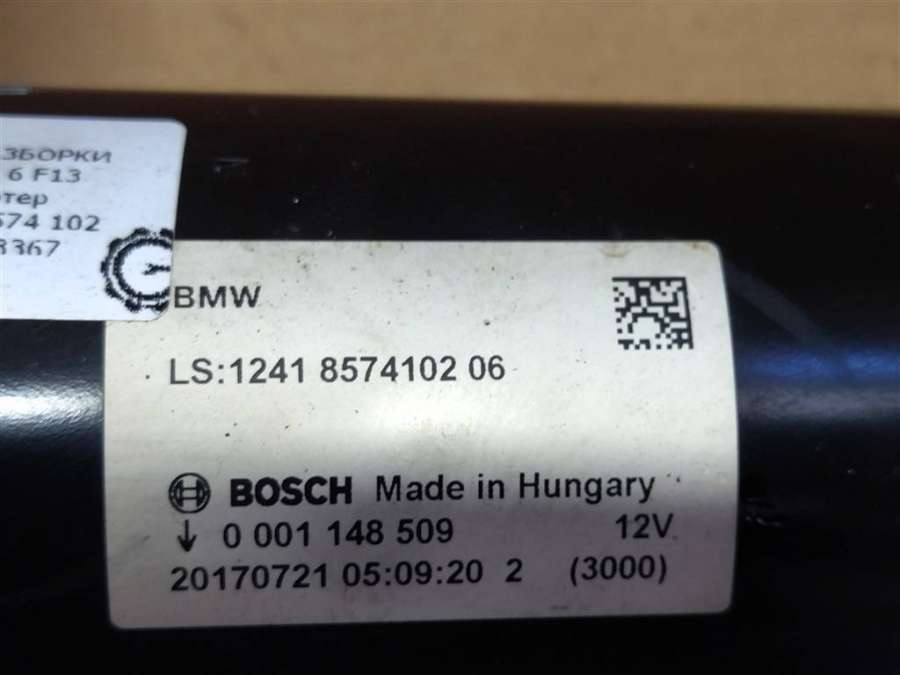 ЗБОРКИ
6 F13
тер
574 102
3367
BMW
LS:1241 8574102 06
BOSCH Made in Hungary
0 001 148 509 12V
20170721 05:09:20 2 (3000)